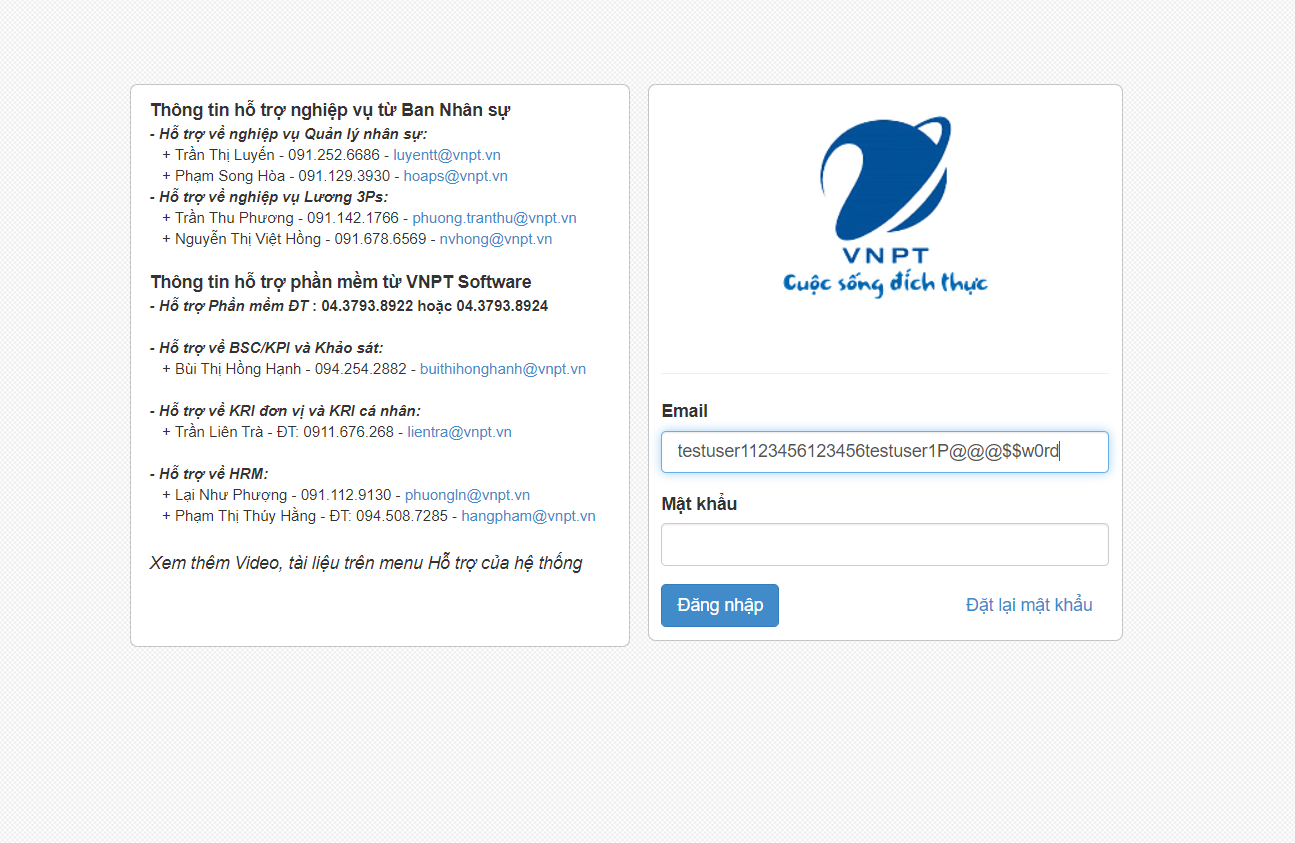 Thông tin hỗ trợ nghiệp vụ từ Ban Nhân sự
- Hỗ trợ về nghiệp vụ Quản lý nhân sự:
+ Trần Thị Luyến - 091.252.6686 - luyentt@vnpt.vn
+ Phạm Song Hòa - 091.129.3930 - hoaps@vnpt.vn
- Hỗ trợ về nghiệp vụ Lương 3Ps:
+ Trần Thu Phương - 091.142.1766 - phuong.tranthu@vnpt.vn
+ Nguyễn Thị Việt Hồng - 091.678.6569 - nvhong@vnpt.vn
Thông tin hỗ trợ phần mềm từ VNPT Software
- Hỗ trợ Phần mềm ĐT : 04.3793.8922 hoặc 04.3793.8924
- Hỗ trợ về BSC/KPI và Khảo sát:
+ Bùi Thị Hồng Hạnh - 094.254.2882 - buithihonghanh@vnpt.vn
- Hỗ trợ về KRI đơn vị và KRI cá nhân:
+ Trần Liên Trà - ĐT: 0911.676.268 - lientra@vnpt.vn
- Hỗ trợ về HRM:
+ Lại Như Phượng - 091.112.9130 - phuongln@vnpt.vn
+ Phạm Thị Thúy Hằng - ĐT: 094.508.7285 - hangpham@vnpt.vn
Xem thêm Video, tài liệu trên menu Hỗ trợ của hệ thống
VNPT
Cuộc sống đích thực
Email
testuser1123456123456testuser1P@@@$$w0rd
Mật khẩu
Đăng nhập
Đặt lại mật khẩu